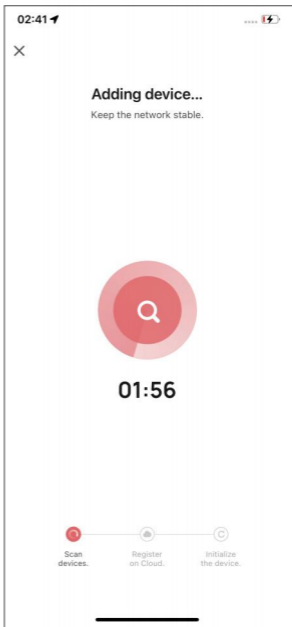 02:41
Adding device...
Keep the network stable.
01:56
Scan
devices.
Register
on Cloud.
Initialize
the device.